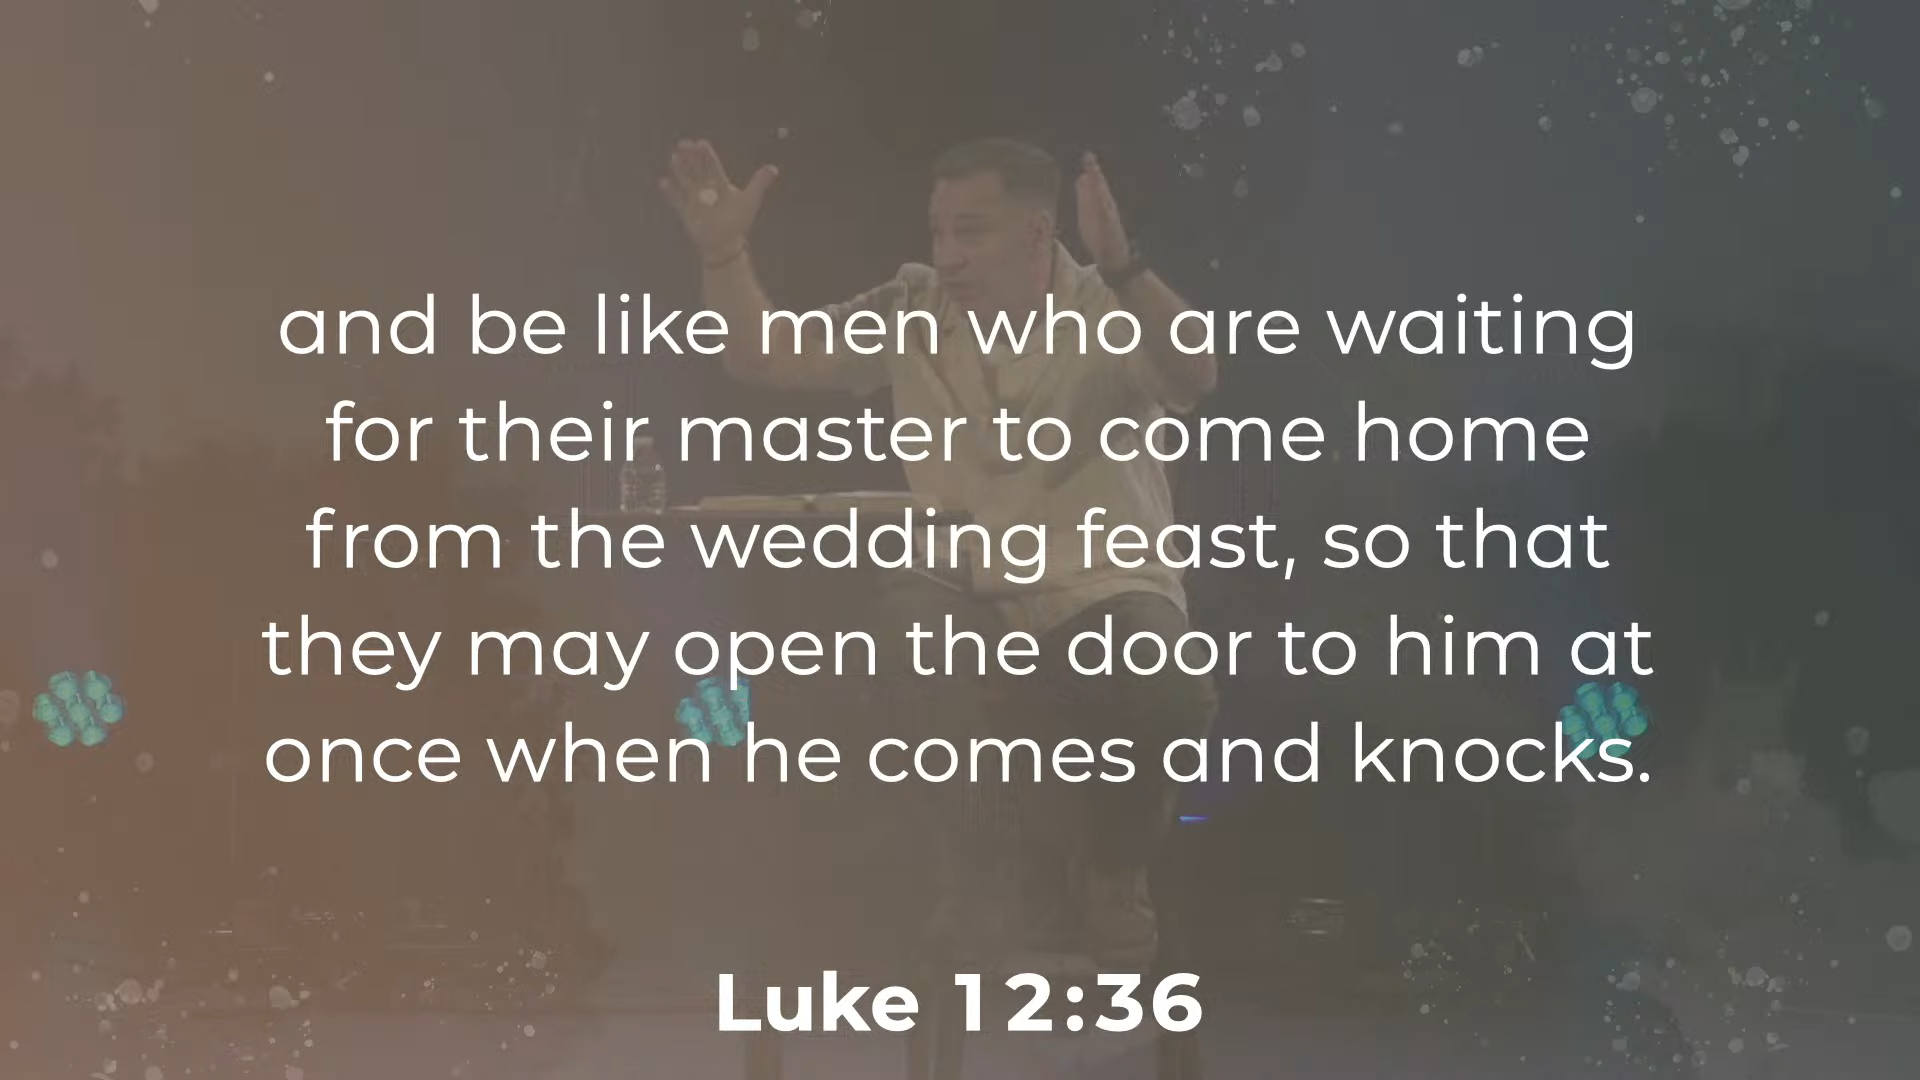 and be like men who are waiting
for their master to come home
from the wedding feast, so that
they may open the door to him at
once when he comes and knocks.
Luke 12:36